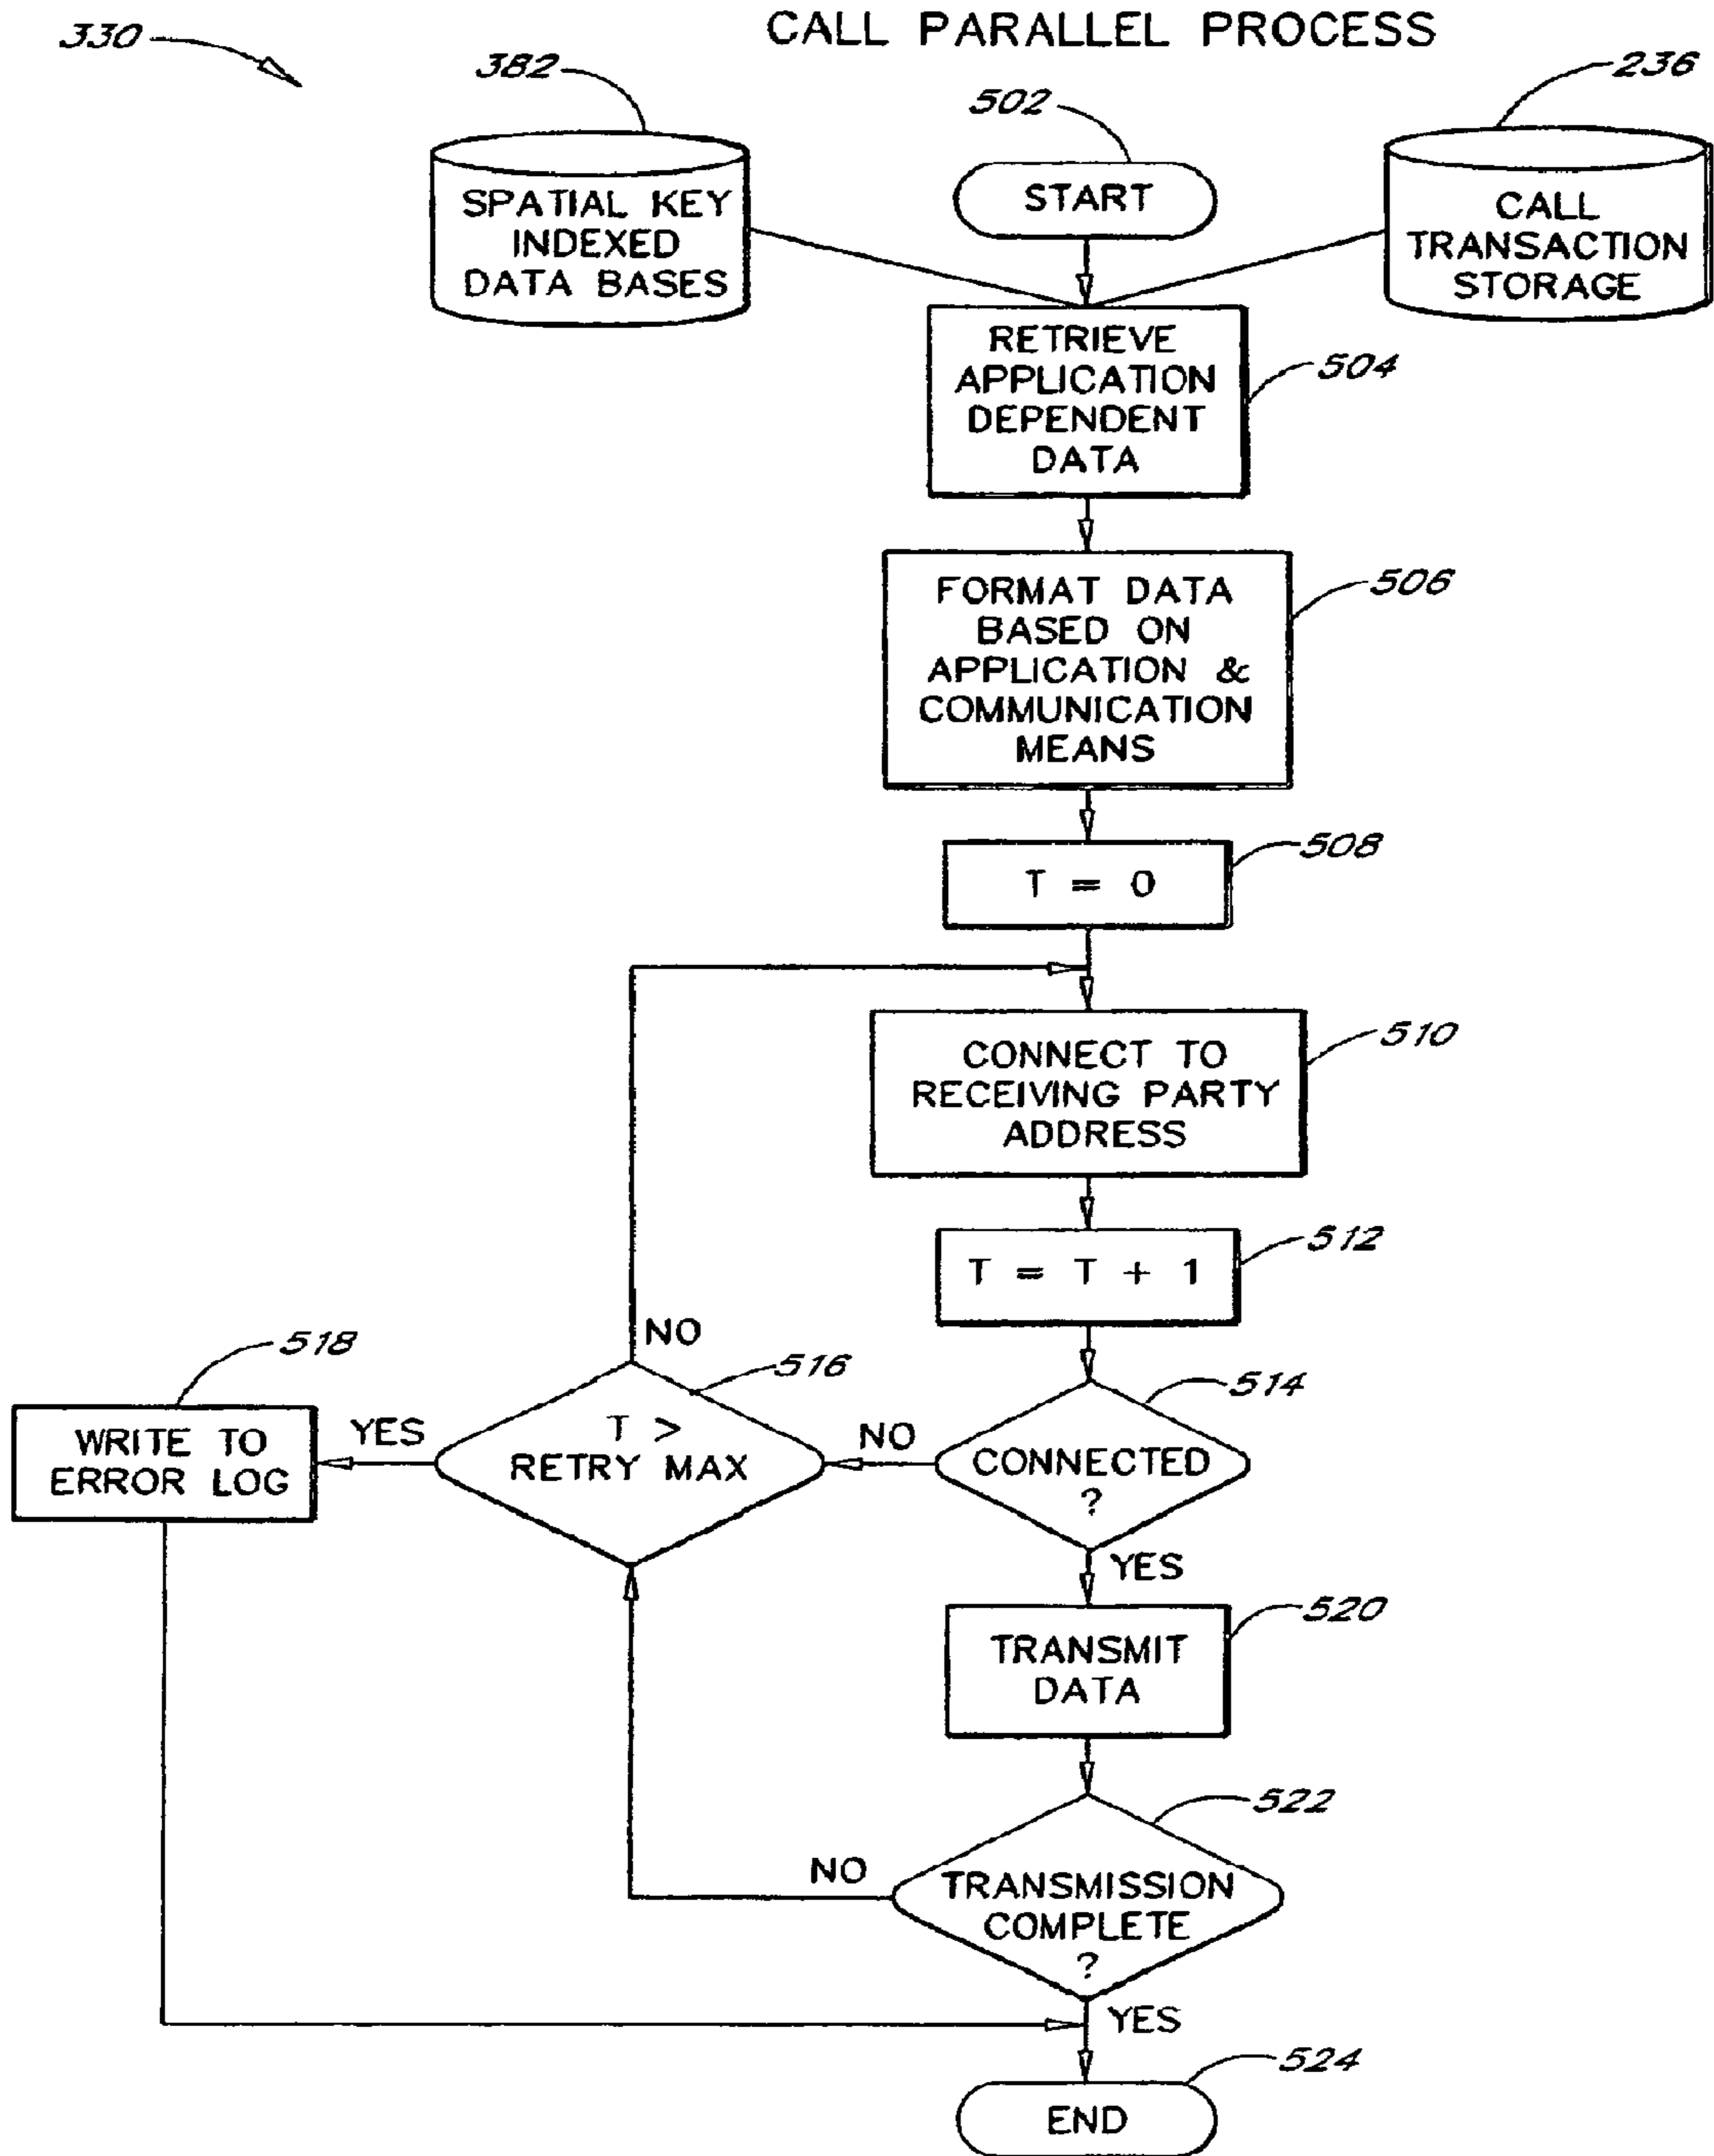 CALL PARALLEL PROCESS
330
382
502
236
SPATIAL KEY
INDEXED
DATA BASES
START
CALL
TRANSACTION
STORAGE
RETRIEVE
APPLICATION
DEPENDENT
DATA
504
FORMAT DATA
BASED ON
APPLICATION &
COMMUNICATION
MEANS
506
T = 0
508
CONNECT TO
RECEIVING PARTY
ADDRESS
510
T = T + 1
512
NO
518
516
514
WRITE TO
ERROR LOG
YES
T >
RETRY MAX
NO
CONNECTED
?
YES
TRANSMIT
DATA
520
522
NO
TRANSMISSION
COMPLETE
?
YES
524
END